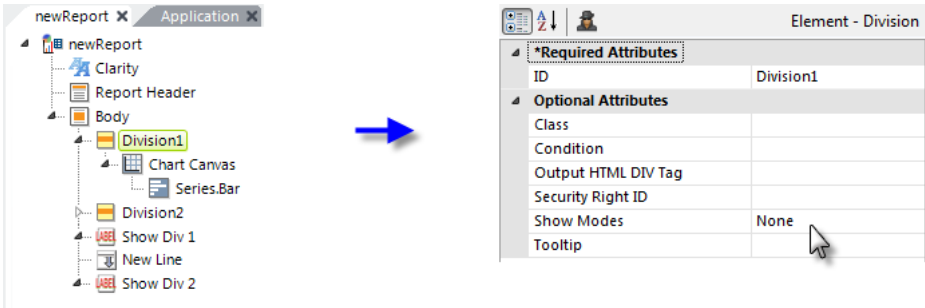 newReport
Application
newReport
Clarity
Report Header
Body
Division1
Chart Canvas
Series.Bar
Division2
LABEL Show Div 1
New Line
LABEL Show Div 2
A Z Element - Division
*Required Attributes
ID Division1
Optional Attributes
Class
Condition
Output HTML DIV Tag
Security Right ID
Show Modes None
Tooltip